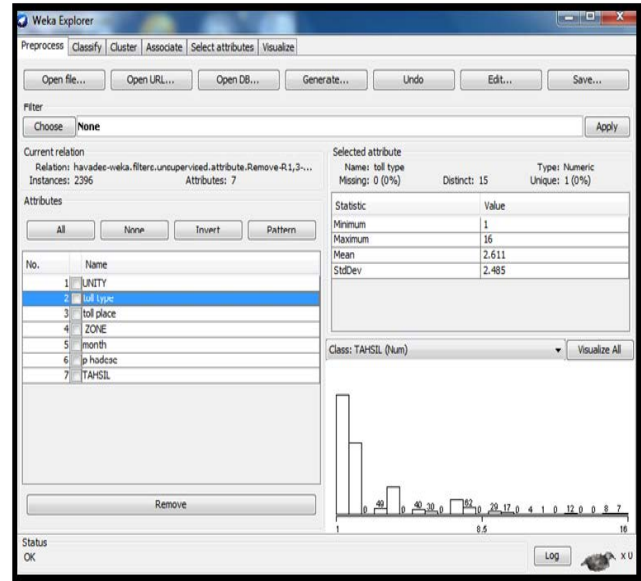 Weka Explorer
Preprocess Classify Cluster Associate Select attributes Visualize
Open file... Open URL... Open DB... Generate... Undo Edit... Save...
Filter
Choose None Apply
Current relation
Relation: havades-weka.filters.unsupervised.attribute.Remove-R1,3-...
Instances: 2396 Attributes: 7
Attributes
All None Invert Pattern
No. Name
1 UNITY
2 toll type
3 toll place
4 ZONE
5 month
6 p hadese
7 TAHSIL
Remove
Selected attribute
Name: toll type Type: Numeric
Missing: 0 (0%) Distinct: 15 Unique: 1 (0%)
Statistic Value
Minimum 1
Maximum 16
Mean 2.611
StdDev 2.485
Class: TAHSIL (Num) Visualize All
0 49 0 40 30 0 62 0 29 17 0 4 1 0 12 0 0 8 7
1 8.5 16
Status
OK
Log x 0